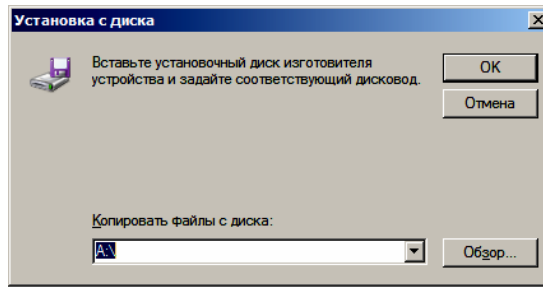 Установка с диска
Вставьте установочный диск изготовителя
устройства и задайте соответствующий дисковод.
OK
Отмена
Копировать файлы с диска:
A:\
Обзор...